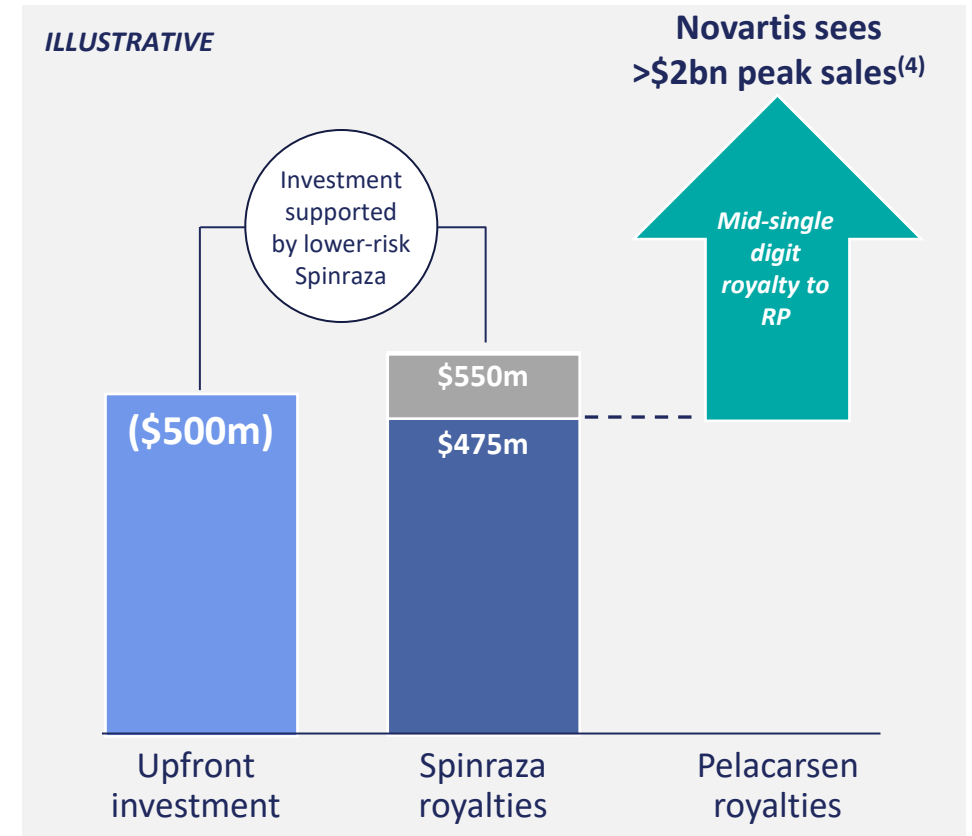 ILLUSTRATIVE
Novartis sees
>$2bn peak sales(4)
Investment
supported
by lower-risk
Spinraza
Mid-single
digit
royalty to
RP
($500m)
$550m
$475m
Upfront
investment
Spinraza
royalties
Pelacarsen
royalties